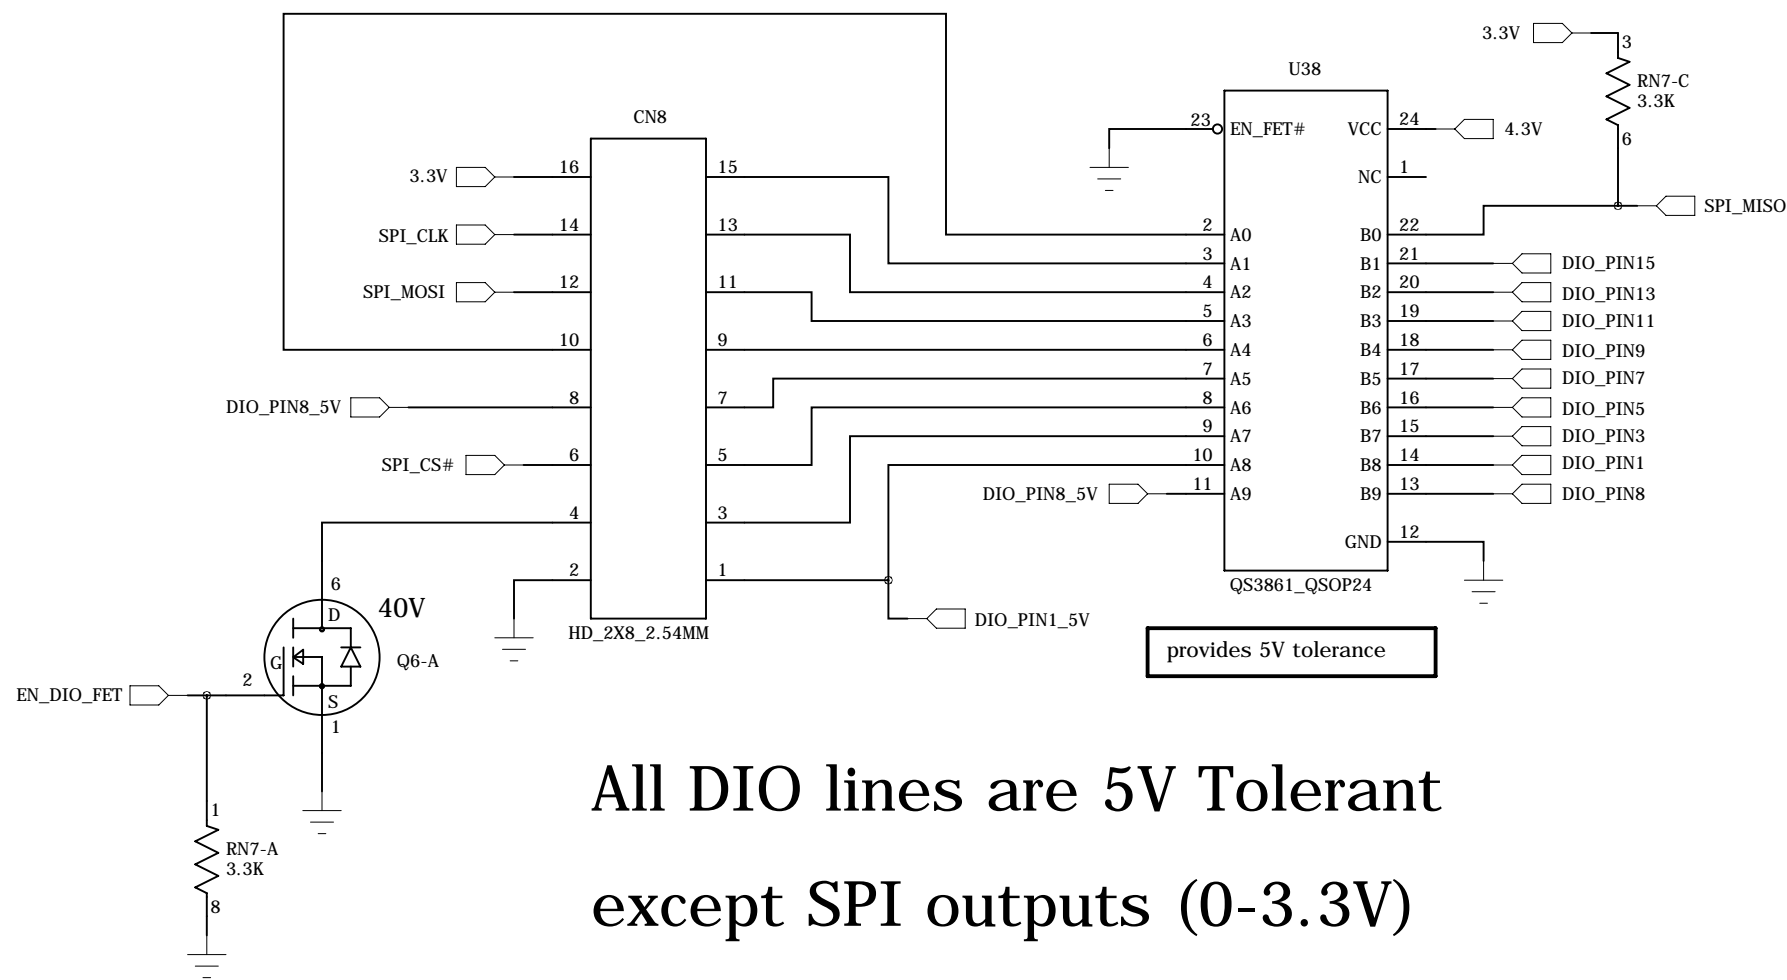 3.3V
3
RN7-C
3.3K
6
U38
CN8
23
EN_FET#
VCC
24
4.3V
NC
1
3.3V
16
15
SPI_CLK
14
13
SPI_MOSI
12
11
10
9
DIO_PIN8_5V
8
7
SPI_CS#
6
5
4
3
2
1
HD_2X8_2.54MM
2
A0
B0
22
SPI_MISO
3
A1
B1
21
DIO_PIN15
4
A2
B2
20
DIO_PIN13
5
A3
B3
19
DIO_PIN11
6
A4
B4
18
DIO_PIN9
7
A5
B5
17
DIO_PIN7
8
A6
B6
16
DIO_PIN5
9
A7
B7
15
DIO_PIN3
10
A8
B8
14
DIO_PIN1
DIO_PIN8_5V
11
A9
B9
13
DIO_PIN8
GND
12
QS3861_QSOP24
DIO_PIN1_5V
provides 5V tolerance
6
D
40V
G
Q6-A
EN_DIO_FET
2
S
1
1
RN7-A
3.3K
8
All DIO lines are 5V Tolerant
except SPI outputs (0-3.3V)